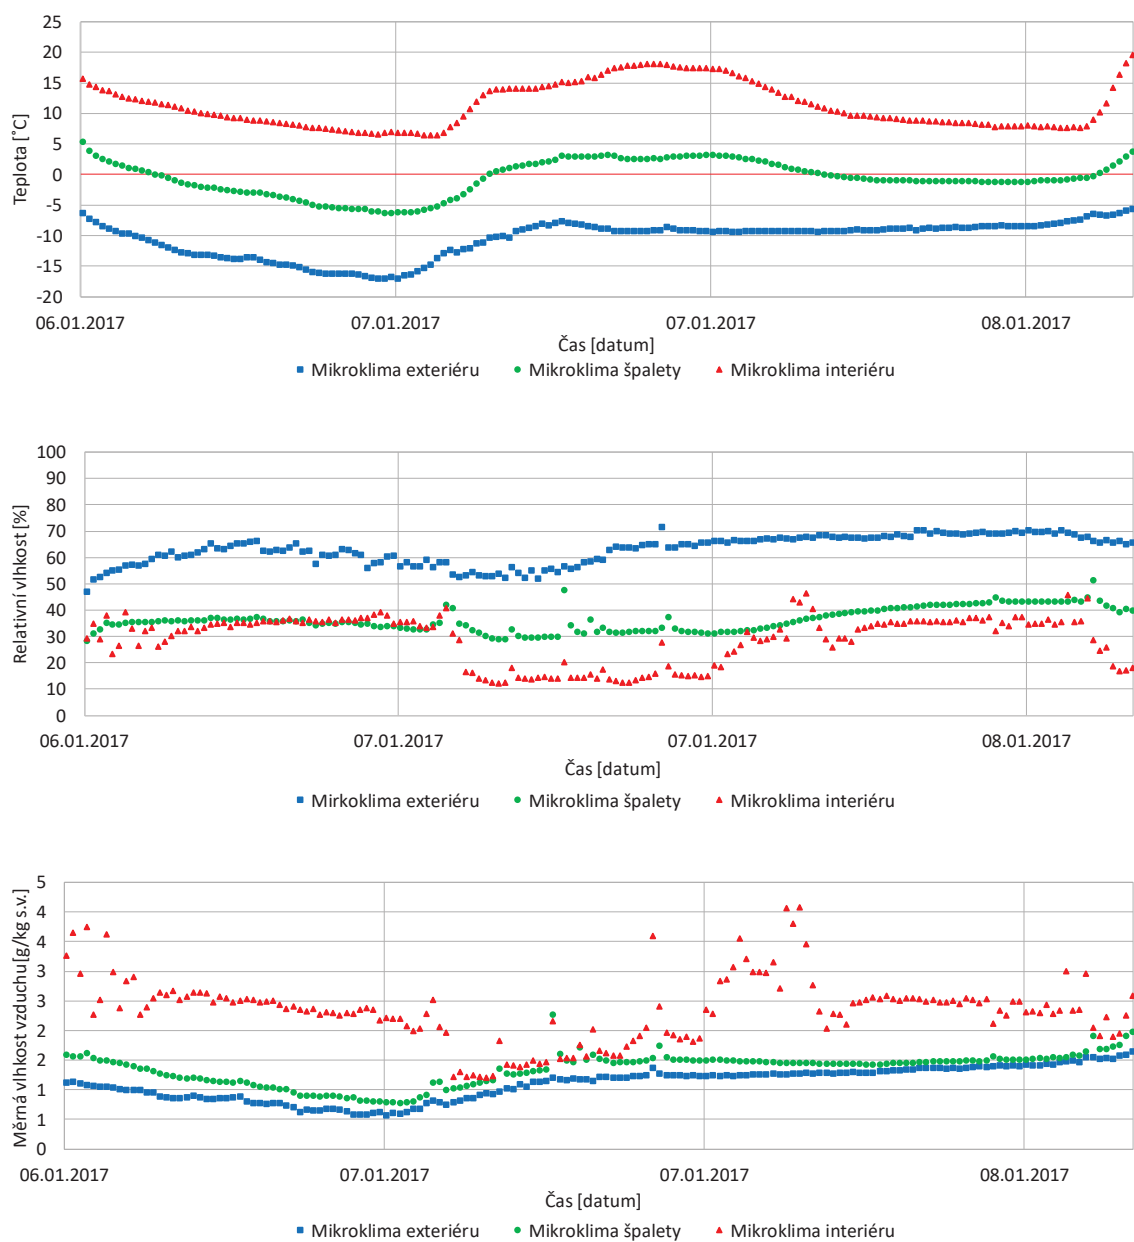 25
20
15
10
5
0
-5
-10
-15
-20
Teplota [˚C]
06.01.2017 07.01.2017 07.01.2017 08.01.2017
Čas [datum]
Mikroklima exteriéru Mikroklima špalety Mikroklima interiéru
100
90
80
70
60
50
40
30
20
10
0
Relativní vlhkost [%]
06.01.2017 07.01.2017 07.01.2017 08.01.2017
Čas [datum]
Mirkoklima exteriéru Mikroklima špalety Mikroklima interiéru
5
4
4
3
3
2
2
1
1
0
Měrná vlhkost vzduchu[g/kg s.v.]
06.01.2017 07.01.2017 07.01.2017 08.01.2017
Čas [datum]
Mikroklima exteriéru Mikroklima špalety Mikroklima interiéru